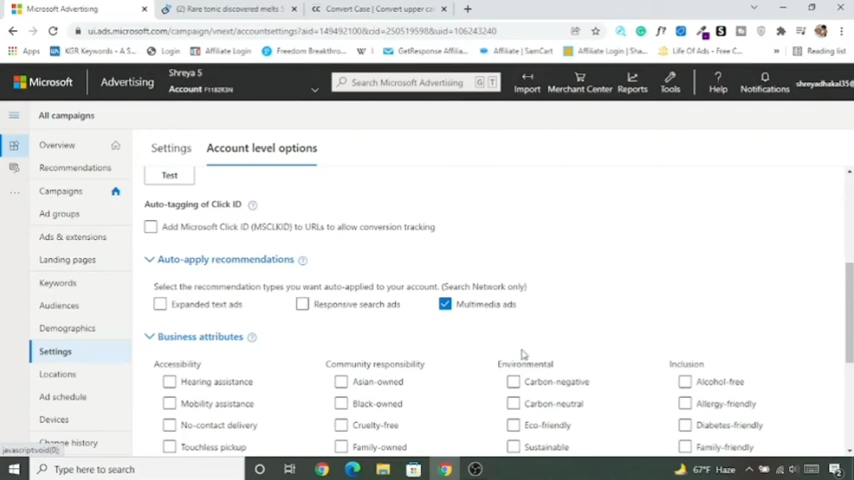 Microsoft Advertising
(2) Rare tonic discovered melts 5
Convert Case | Convert upper ca
ui.ads.microsoft.com/campaign/vnext/accountsettings?aid=149492100&cid=250519598&uid=106243240
Apps
KGR Keywords - A S...
Login
Affiliate Login
Freedom Breakthro...
GetResponse Affilia...
Affiliate | SamCart
Affiliate Login | Sha...
Life Of Ads - Free C...
Reading list
Microsoft
Advertising
Shreya S
Account F1182R3N
Search Microsoft Advertising
G T
Import
Merchant Center
Reports
Tools
Help
Notifications
shreyadhakal35@
All campaigns
Overview
Recommendations
Campaigns
Ad groups
Ads & extensions
Landing pages
Keywords
Audiences
Demographics
Settings
Locations
Ad schedule
Devices
Change history
javascript:void(0);
Settings
Account level options
Test
Auto-tagging of Click ID
Add Microsoft Click ID (MSCLKID) to URLs to allow conversion tracking
Auto-apply recommendations
Select the recommendation types you want auto-applied to your account. (Search Network only)
Expanded text ads
Responsive search ads
Multimedia ads
Business attributes
Accessibility
Hearing assistance
Mobility assistance
No-contact delivery
Touchless pickup
Community responsibility
Asian-owned
Black-owned
Cruelty-free
Family-owned
Environmental
Carbon-negative
Carbon-neutral
Eco-friendly
Sustainable
Inclusion
Alcohol-free
Allergy-friendly
Diabetes-friendly
Family-friendly
Type here to search
67°F Haze